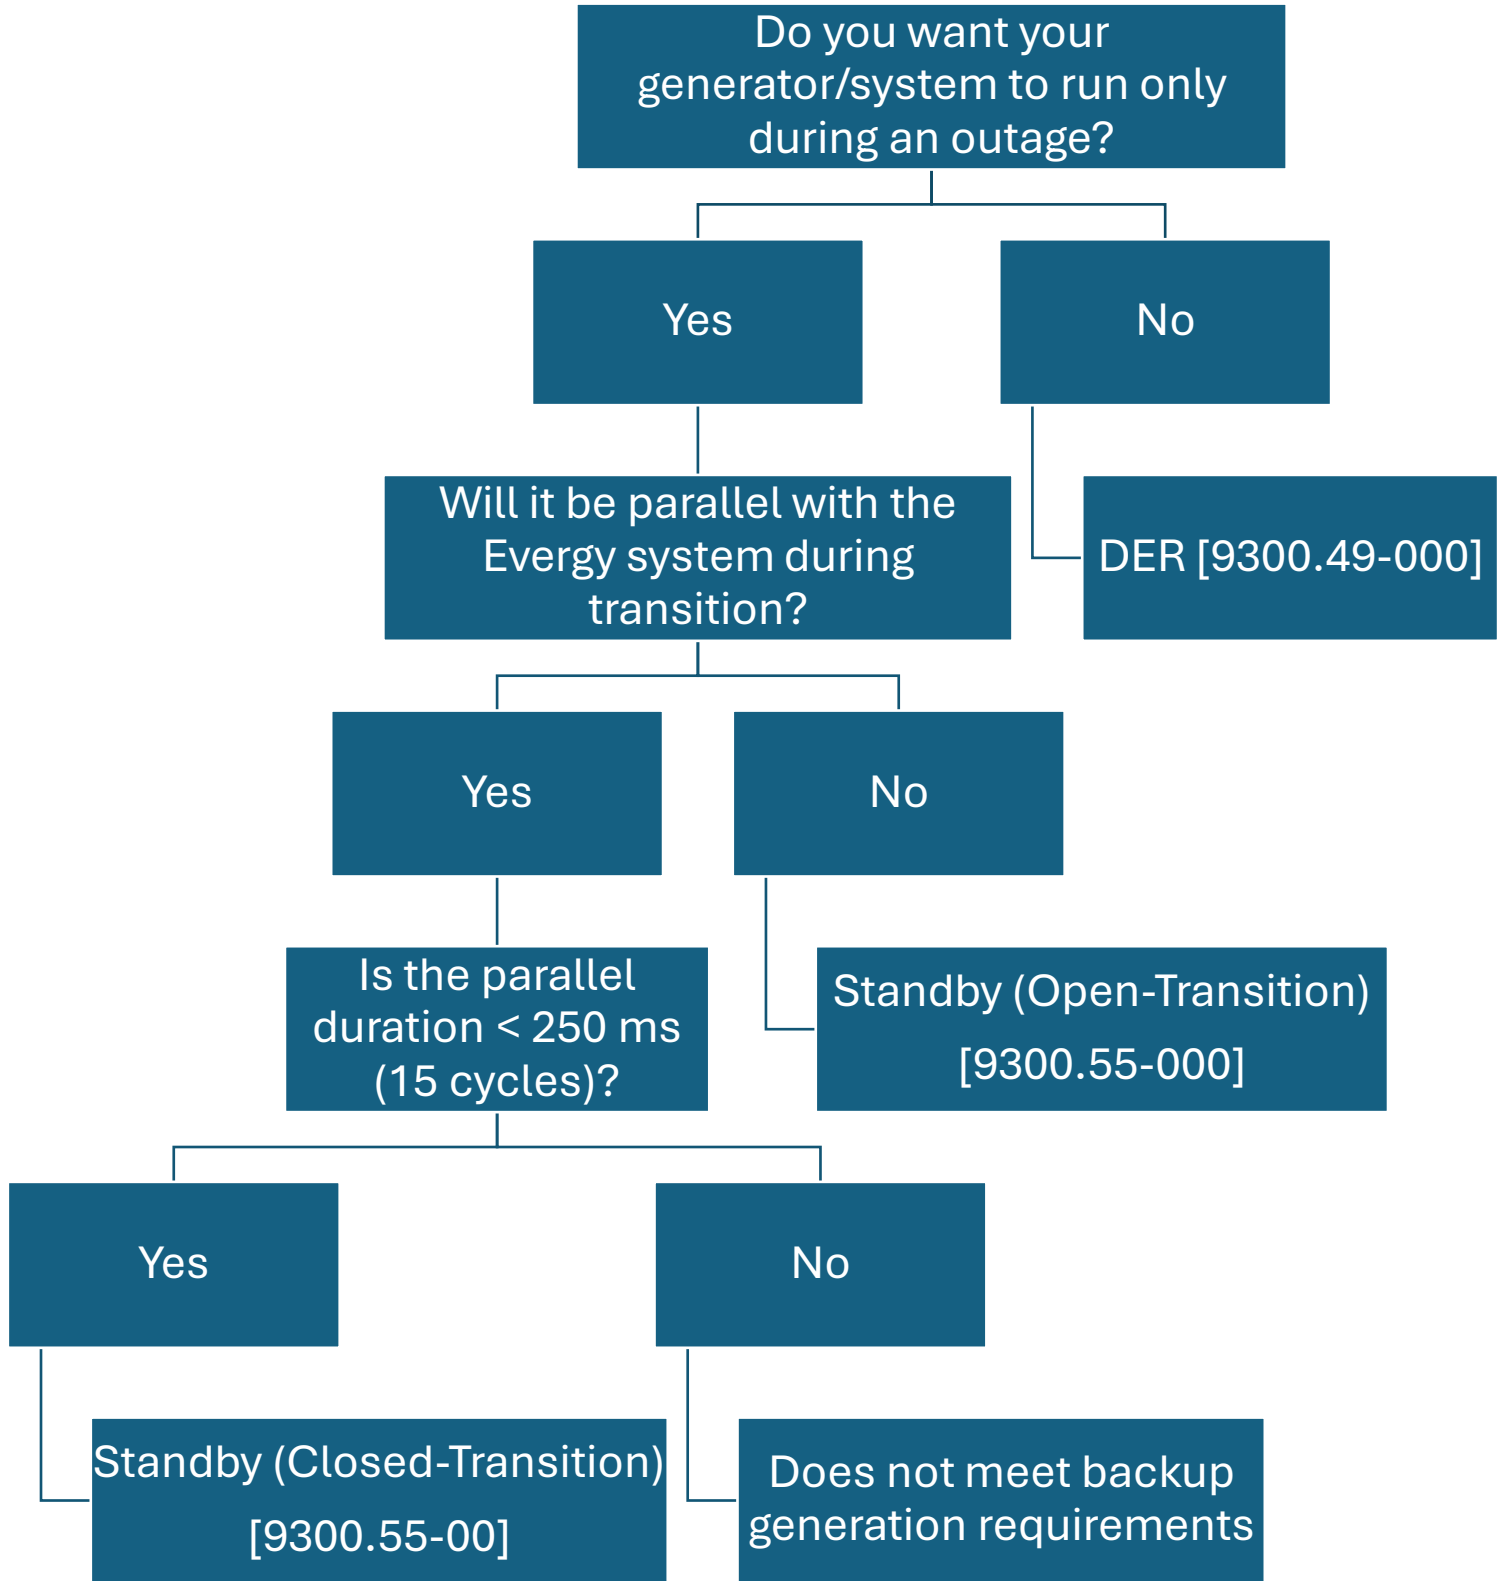 Do you want your
generator/system to run only
during an outage?
Yes
No
Will it be parallel with the
Evergy system during
transition?
DER [9300.49-000]
Yes
No
Is the parallel
duration < 250 ms
(15 cycles)?
Standby (Open-Transition)
[9300.55-000]
Yes
No
Standby (Closed-Transition)
[9300.55-00]
Does not meet backup
generation requirements